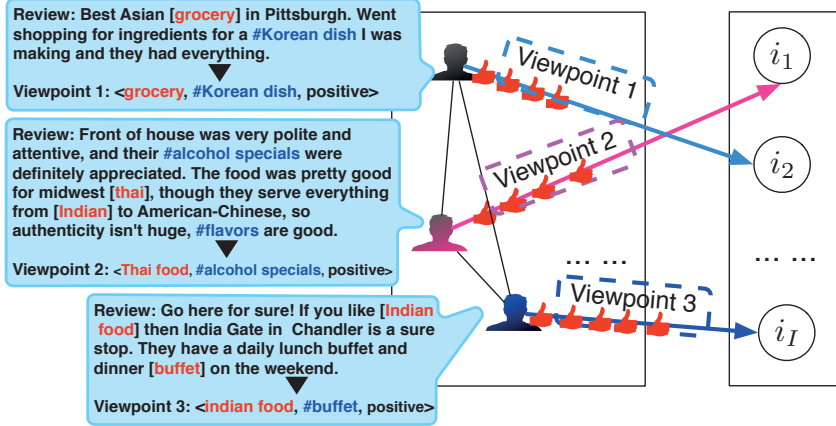 Review: Best Asian [grocery] in Pittsburgh. Went
shopping for ingredients for a #Korean dish I was
making and they had everything.
Viewpoint 1: <grocery, #Korean dish, positive>
Review: Front of house was very polite and
attentive, and their #alcohol specials were
definitely appreciated. The food was pretty good
for midwest [thai], though they serve everything
from [Indian] to American-Chinese, so
authenticity isn't huge, #flavors are good.
Viewpoint 2: <Thai food, #alcohol specials, positive>
Review: Go here for sure! If you like [Indian
food] then India Gate in Chandler is a sure
stop. They have a daily lunch buffet and
dinner [buffet] on the weekend.
Viewpoint 3: <indian food, #buffet, positive>
Viewpoint 1
Viewpoint 2
... ...
Viewpoint 3
i1
i2
... ...
iI